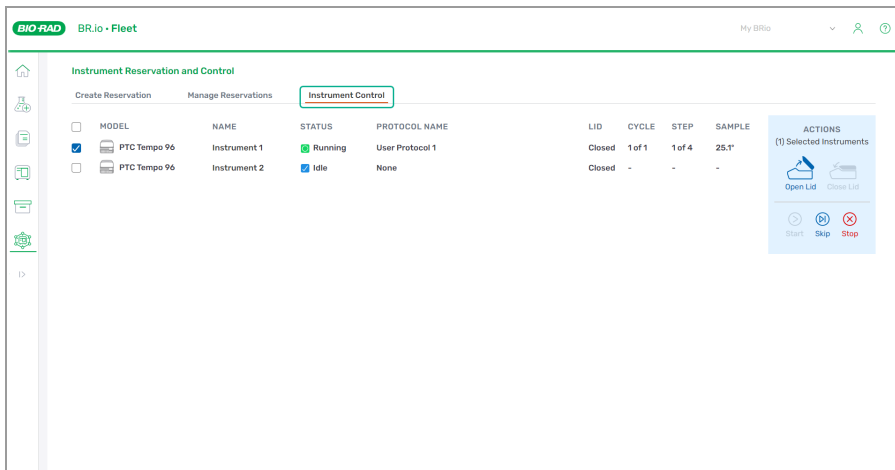 BIO-RAD BR.io • Fleet My BRio
Instrument Reservation and Control
Create Reservation Manage Reservations Instrument Control
MODEL NAME STATUS PROTOCOL NAME LID CYCLE STEP SAMPLE
PTC Tempo 96 Instrument 1 Running User Protocol 1 Closed 1 of 1 1 of 4 25.1°
PTC Tempo 96 Instrument 2 Idle None Closed - - -
ACTIONS
(1) Selected Instruments
Open Lid Close Lid
Start Skip Stop